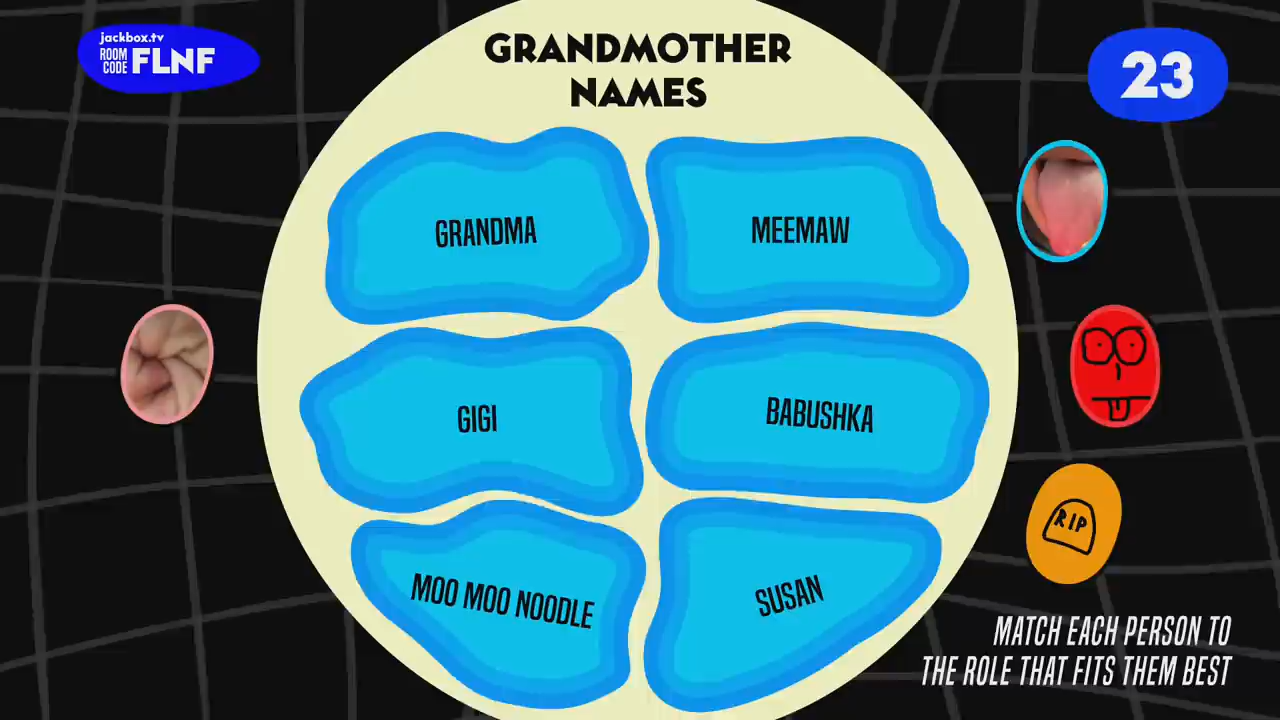 jackbox.tv
ROOM CODE FLNF
GRANDMOTHER
NAMES
23
GRANDMA
MEEMAW
GIGI
BABUSHKA
RIP
MOO MOO NOODLE
SUSAN
MATCH EACH PERSON TO
THE ROLE THAT FITS THEM BEST